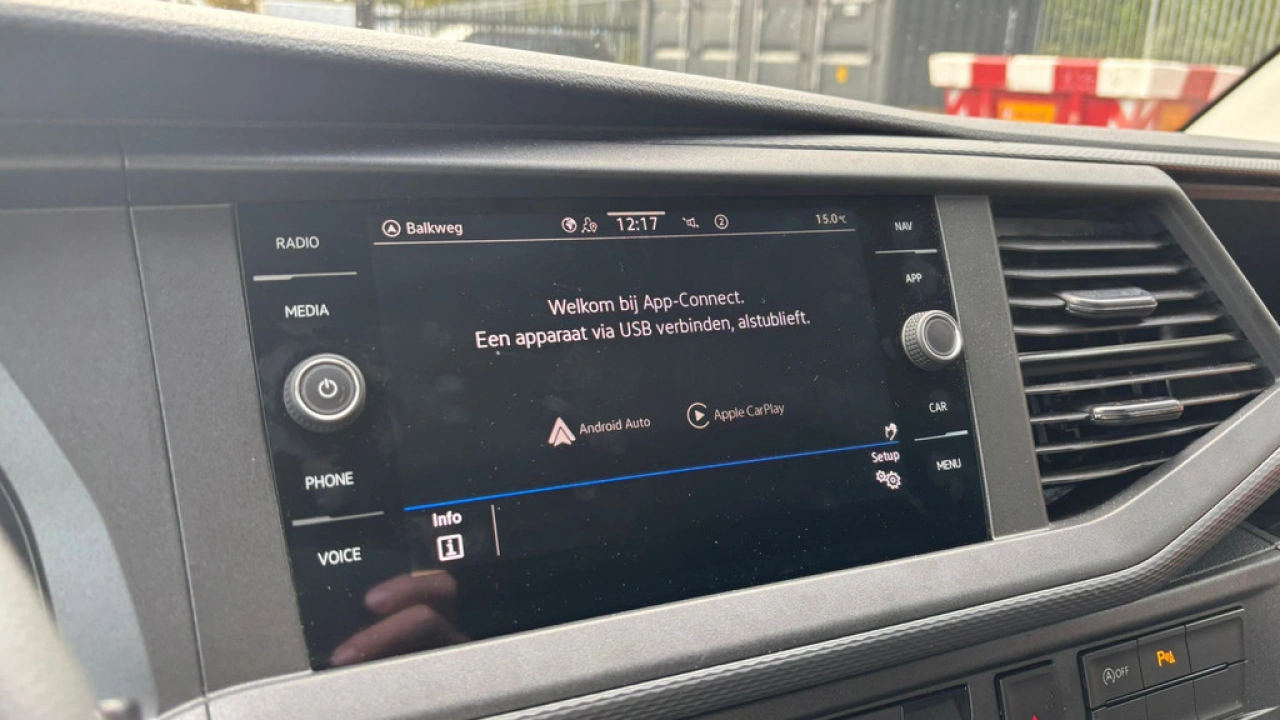 Balkweg
12:17
2
15.0°C
RADIO
MEDIA
PHONE
VOICE
NAV
APP
CAR
MENU
Welkom bij App-Connect.
Een apparaat via USB verbinden, alstublieft.
Android Auto
Apple CarPlay
Info
i
Setup
A OFF
P